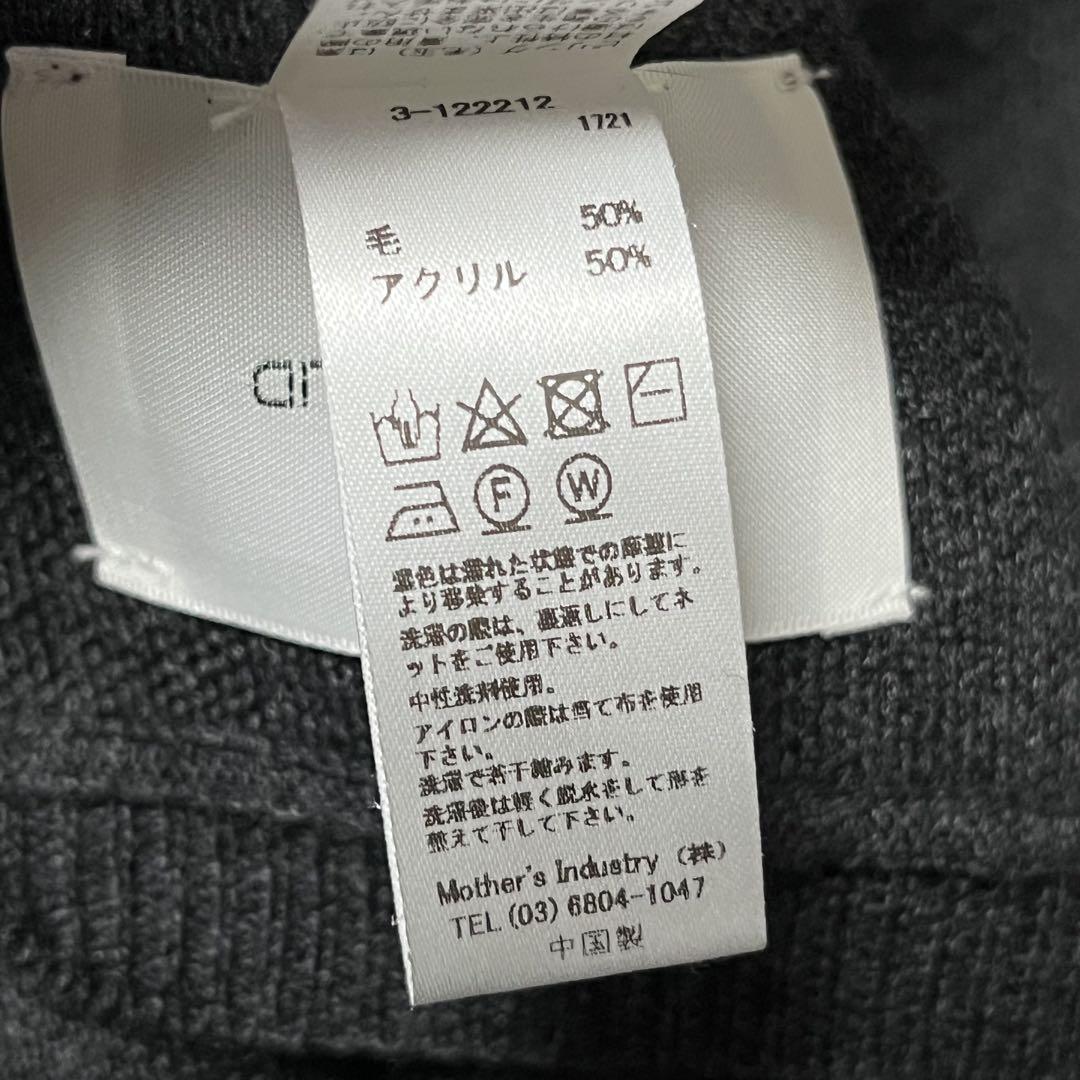 3-122212
1721
毛 50%
アクリル 50%
F W
濃色は濡れた状態での摩擦に
より移染することがあります。
洗濯の際は、裏返しにしてネ
ットをご使用下さい。
中性洗剤使用。
アイロンの際は当て布を使用
下さい。
洗濯で若干縮みます。
洗濯後は軽く脱水をして形を
整えて干して下さい。
Mother's Industry (株)
TEL.(03) 6804-1047
中国製